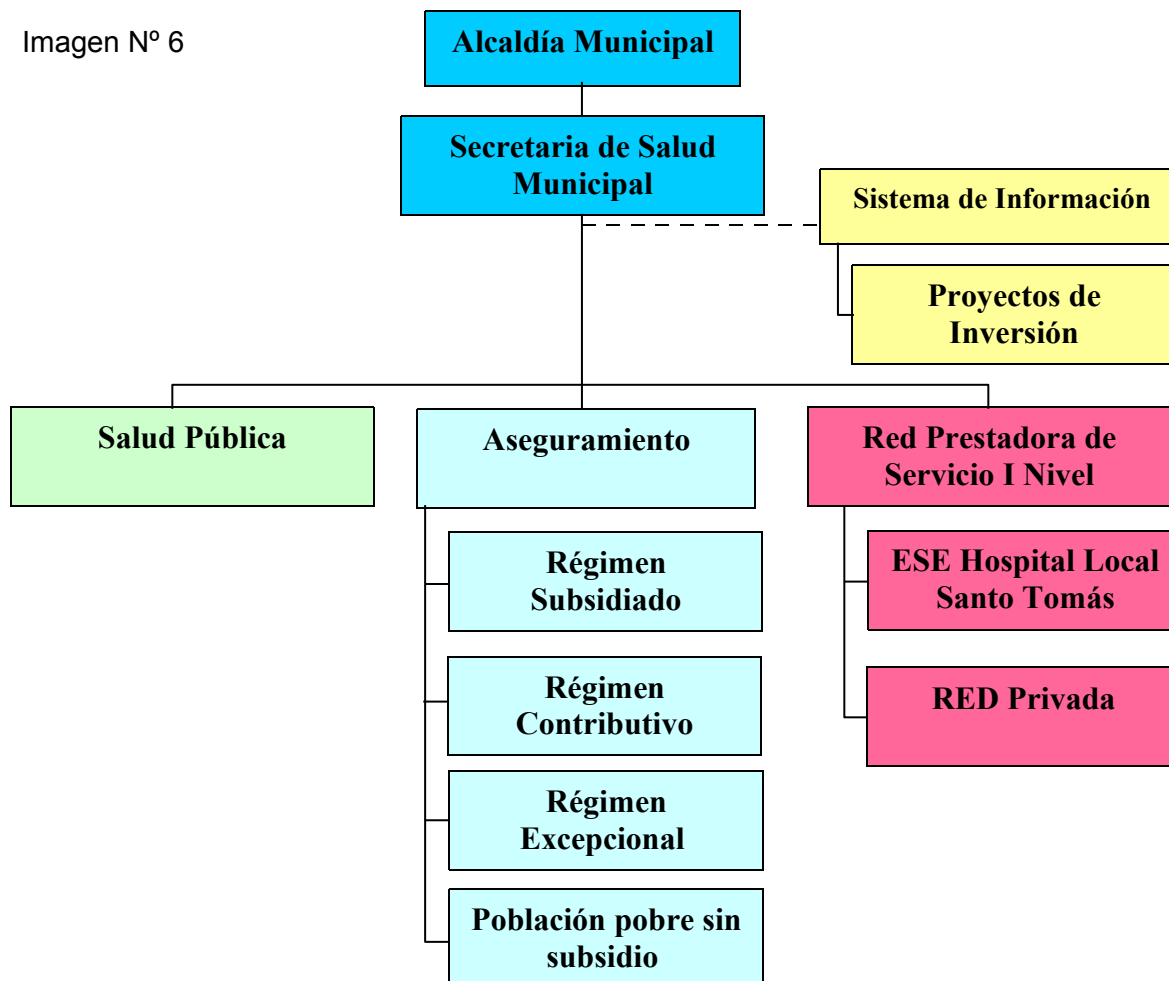 Imagen Nº 6
Alcaldía Municipal
Secretaria de Salud
Municipal
Sistema de Información
Proyectos de
Inversión
Salud Pública
Aseguramiento
Red Prestadora de
Servicio I Nivel
Régimen
Subsidiado
ESE Hospital Local
Santo Tomás
Régimen
Contributivo
RED Privada
Régimen
Excepcional
Población pobre sin
subsidio